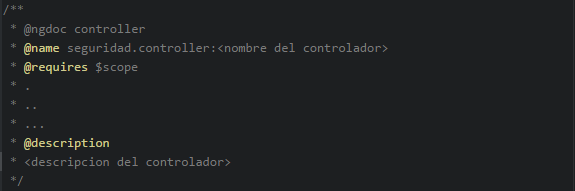 /**
 * @ngdoc controller
 * @name seguridad.controller:<nombre del controlador>
 * @requires $scope
 * .
 * ..
 * ...
 * @description
 * <descripcion del controlador>
 */